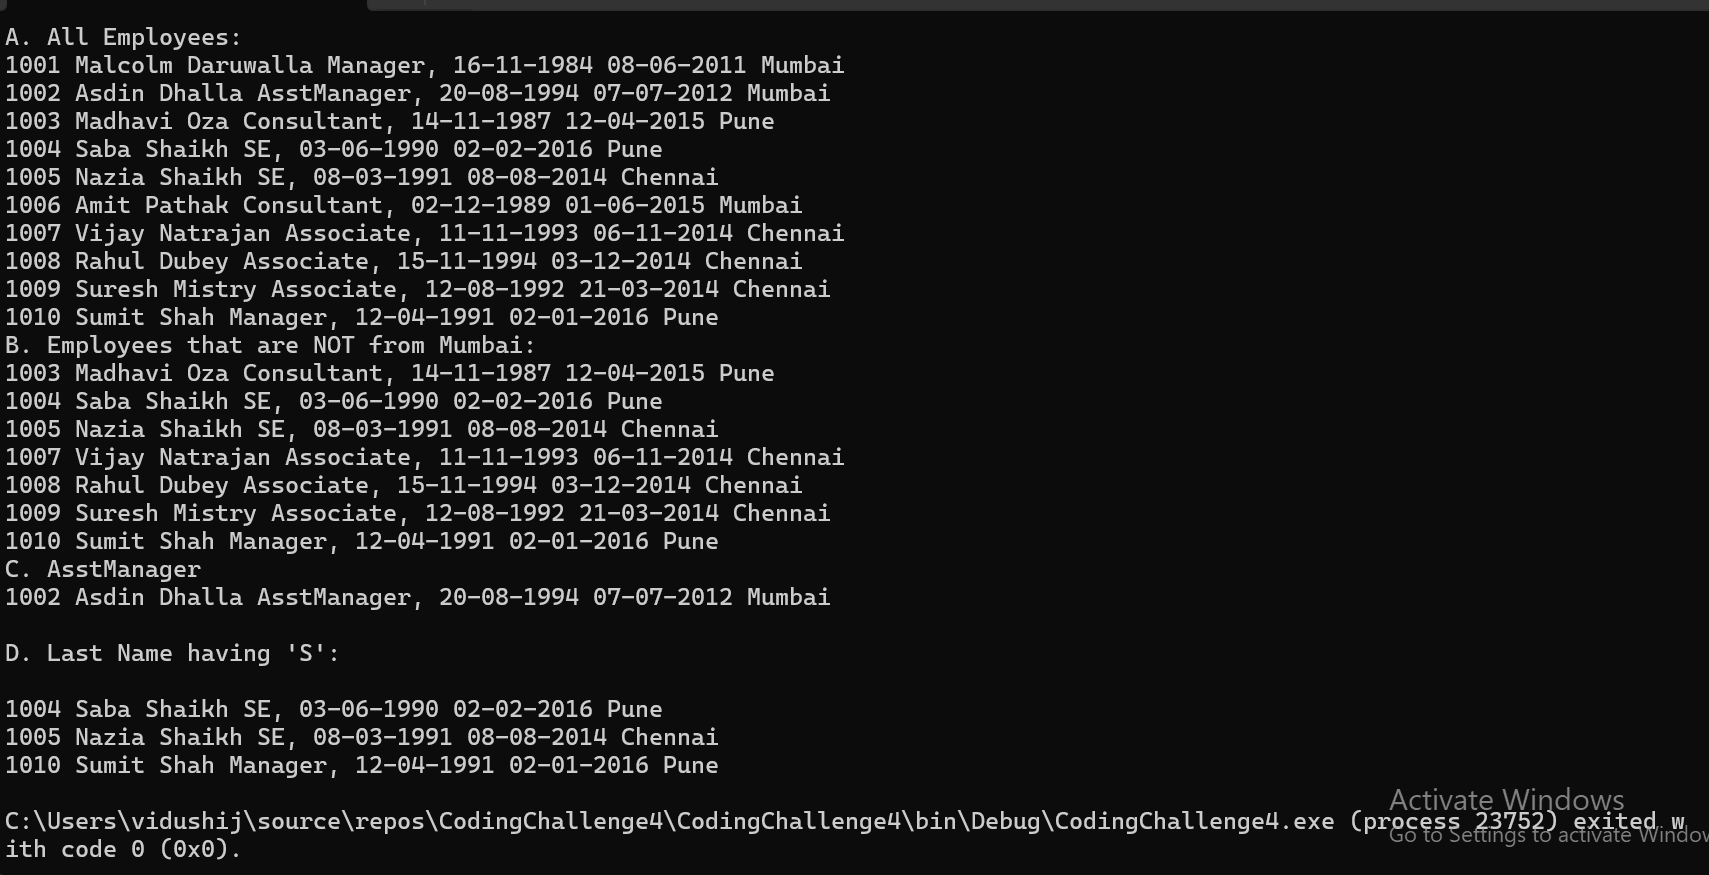 A. All Employees:
1001 Malcolm Daruwalla Manager, 16-11-1984 08-06-2011 Mumbai
1002 Asdin Dhalla AsstManager, 20-08-1994 07-07-2012 Mumbai
1003 Madhavi Oza Consultant, 14-11-1987 12-04-2015 Pune
1004 Saba Shaikh SE, 03-06-1990 02-02-2016 Pune
1005 Nazia Shaikh SE, 08-03-1991 08-08-2014 Chennai
1006 Amit Pathak Consultant, 02-12-1989 01-06-2015 Mumbai
1007 Vijay Natrajan Associate, 11-11-1993 06-11-2014 Chennai
1008 Rahul Dubey Associate, 15-11-1994 03-12-2014 Chennai
1009 Suresh Mistry Associate, 12-08-1992 21-03-2014 Chennai
1010 Sumit Shah Manager, 12-04-1991 02-01-2016 Pune
B. Employees that are NOT from Mumbai:
1003 Madhavi Oza Consultant, 14-11-1987 12-04-2015 Pune
1004 Saba Shaikh SE, 03-06-1990 02-02-2016 Pune
1005 Nazia Shaikh SE, 08-03-1991 08-08-2014 Chennai
1007 Vijay Natrajan Associate, 11-11-1993 06-11-2014 Chennai
1008 Rahul Dubey Associate, 15-11-1994 03-12-2014 Chennai
1009 Suresh Mistry Associate, 12-08-1992 21-03-2014 Chennai
1010 Sumit Shah Manager, 12-04-1991 02-01-2016 Pune
C. AsstManager
1002 Asdin Dhalla AsstManager, 20-08-1994 07-07-2012 Mumbai
D. Last Name having 'S':
1004 Saba Shaikh SE, 03-06-1990 02-02-2016 Pune
1005 Nazia Shaikh SE, 08-03-1991 08-08-2014 Chennai
1010 Sumit Shah Manager, 12-04-1991 02-01-2016 Pune
C:\Users\vidushij\source\repos\CodingChallenge4\CodingChallenge4\bin\Debug\CodingChallenge4.exe (process 23752) exited w
ith code 0 (0x0).
Activate Windows
Go to Settings to activate Window